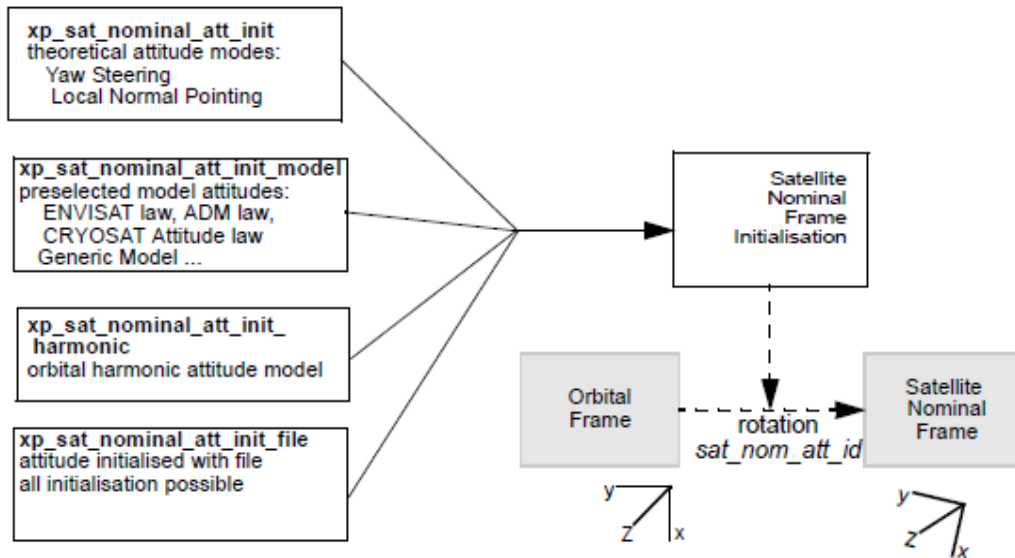 xp_sat_nominal_att_init
theoretical attitude modes:
Yaw Steering
Local Normal Pointing
xp_sat_nominal_att_init_model
preselected model attitudes:
ENVISAT law, ADM law,
CRYOSAT Attitude law
Generic Model ...
xp_sat_nominal_att_init_
harmonic
orbital harmonic attitude model
xp_sat_nominal_att_init_file
attitude initialised with file
all initialisation possible
Satellite
Nominal
Frame
Initialisation
Orbital
Frame
rotation
sat_nom_att_id
Satellite
Nominal
Frame
y
Z
x
y
Z
x